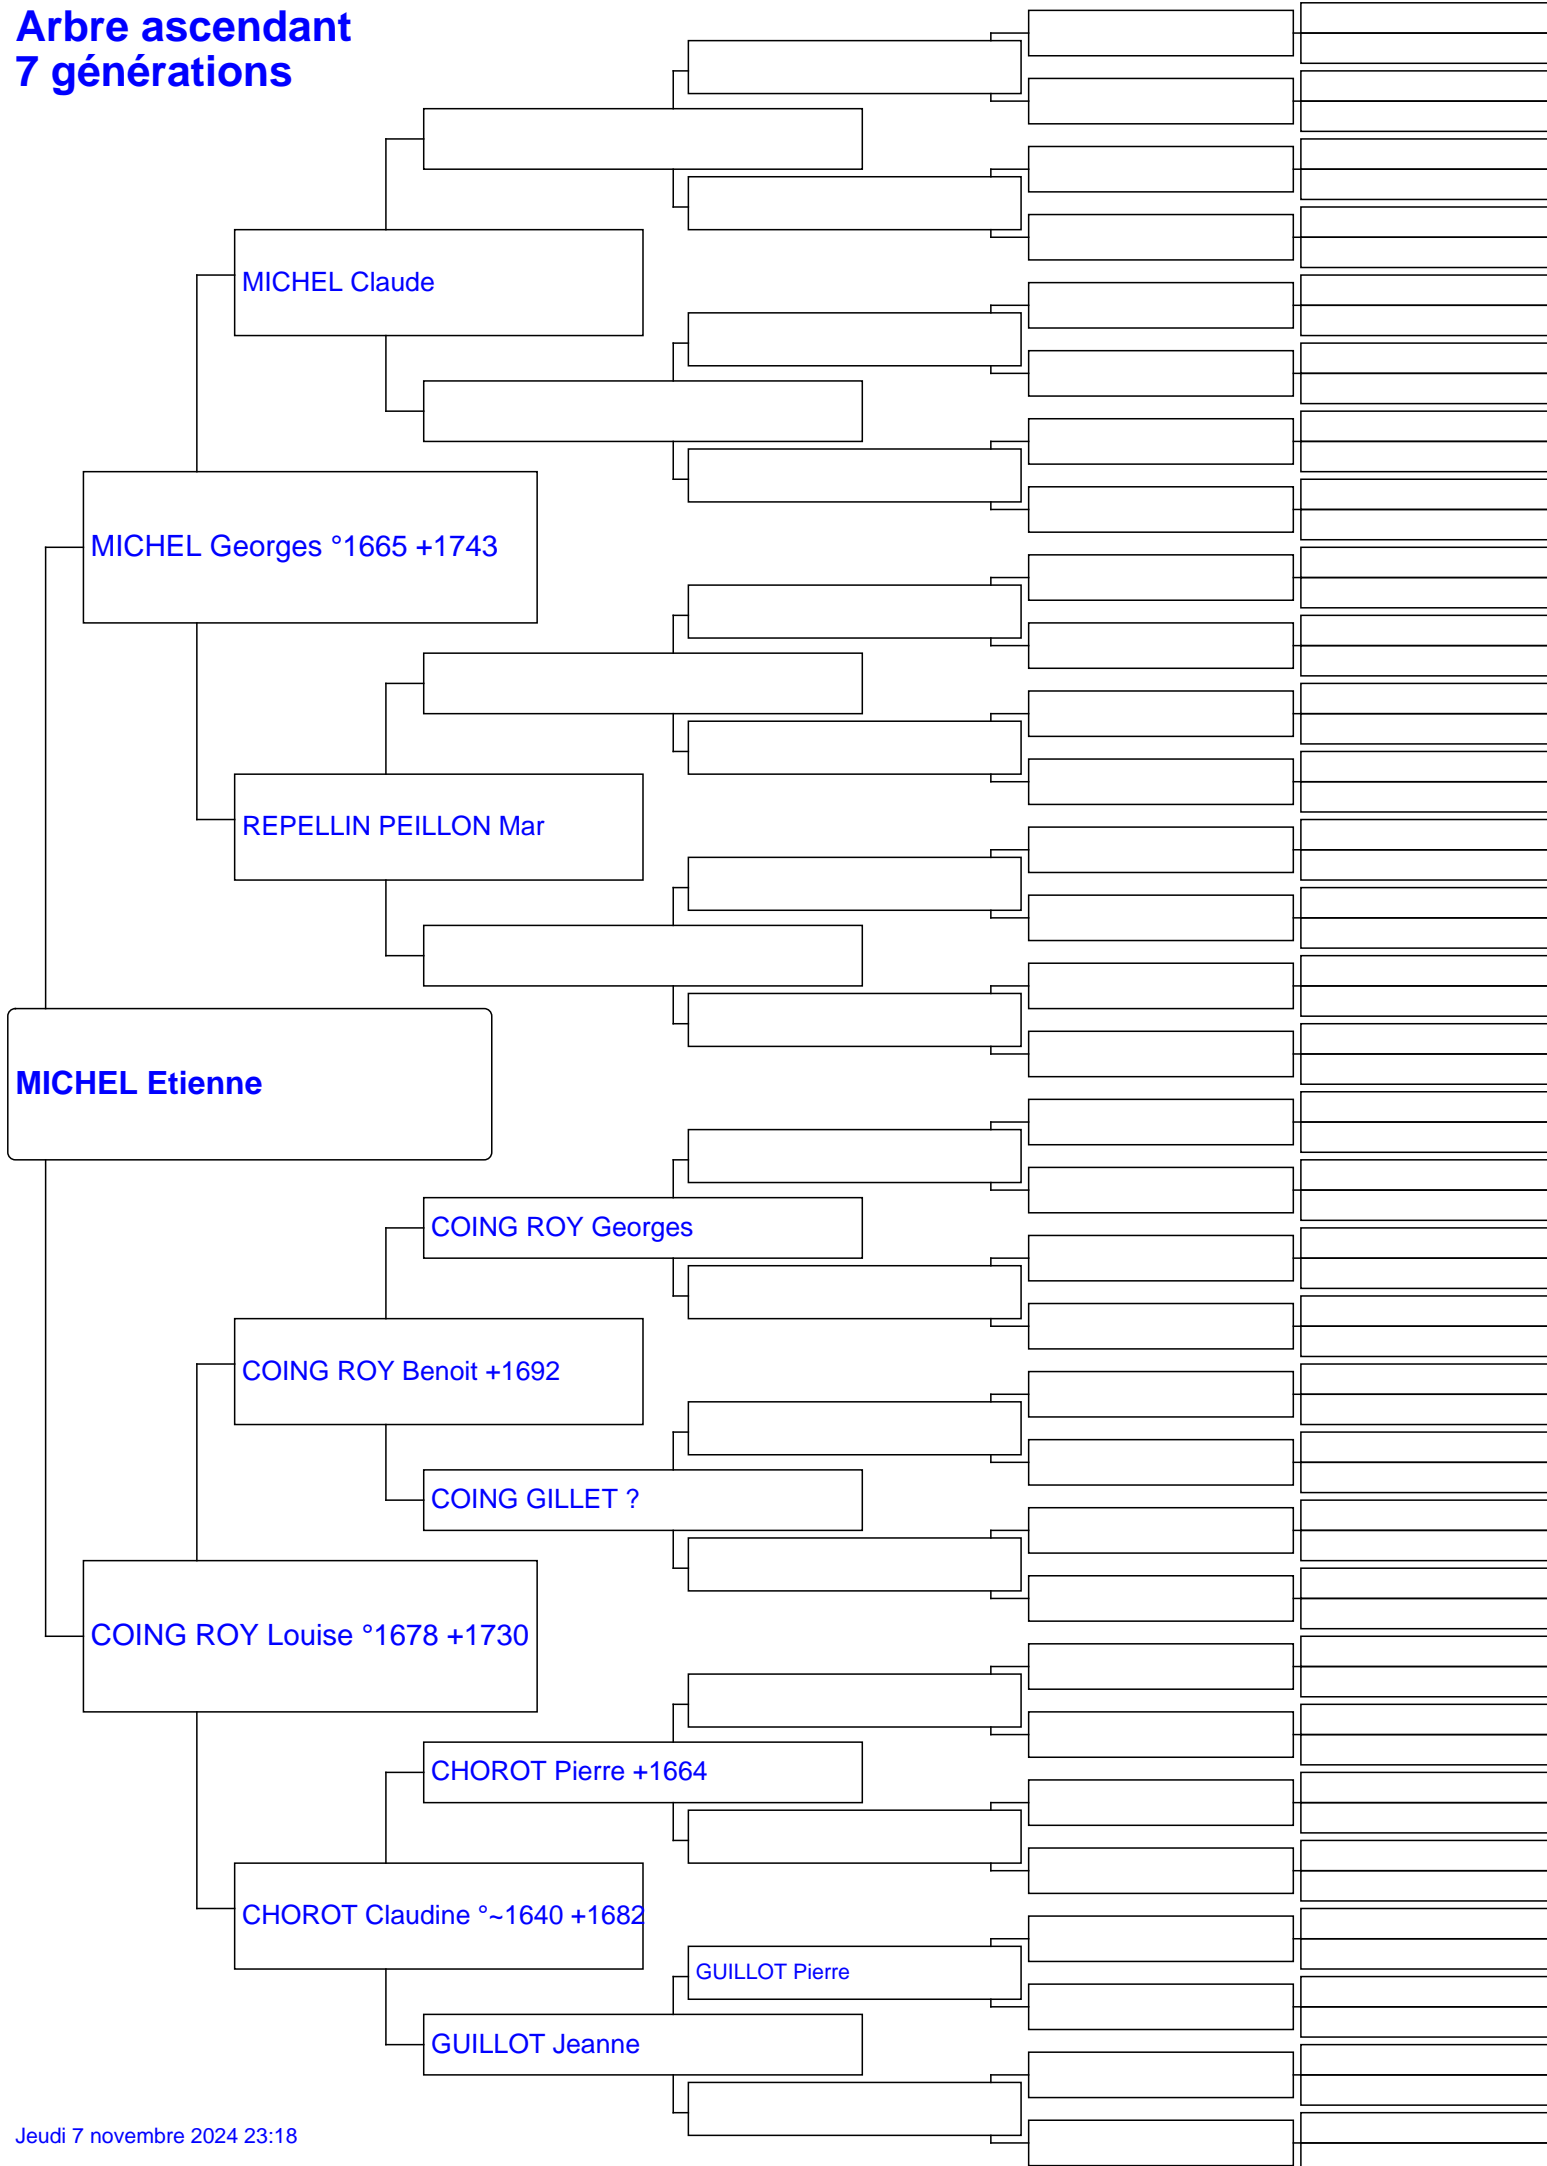 Arbre ascendant
7 générations
MICHEL Claude
MICHEL Georges °1665 +1743
REPELLIN PEILLON Mar
MICHEL Etienne
COING ROY Georges
COING ROY Benoit +1692
COING GILLET ?
COING ROY Louise °1678 +1730
CHOROT Pierre +1664
CHOROT Claudine °~1640 +1682
GUILLOT Pierre
GUILLOT Jeanne
Jeudi 7 novembre 2024 23:18